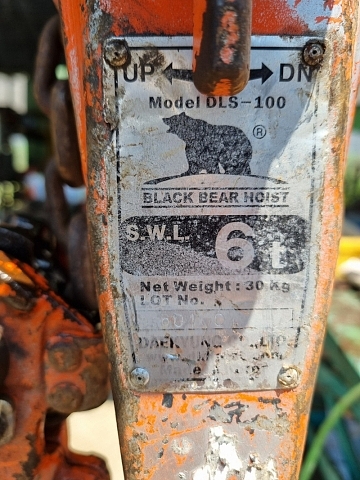 UP DN
Model DLS-100
®
BLACK BEAR HOIST
S.W.L. 6t
Net Weight : 30 Kg
LOT No.